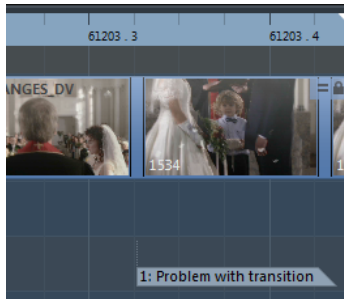 61203 . 3
61203 . 4
ANGES_DV
1534
1: Problem with transition